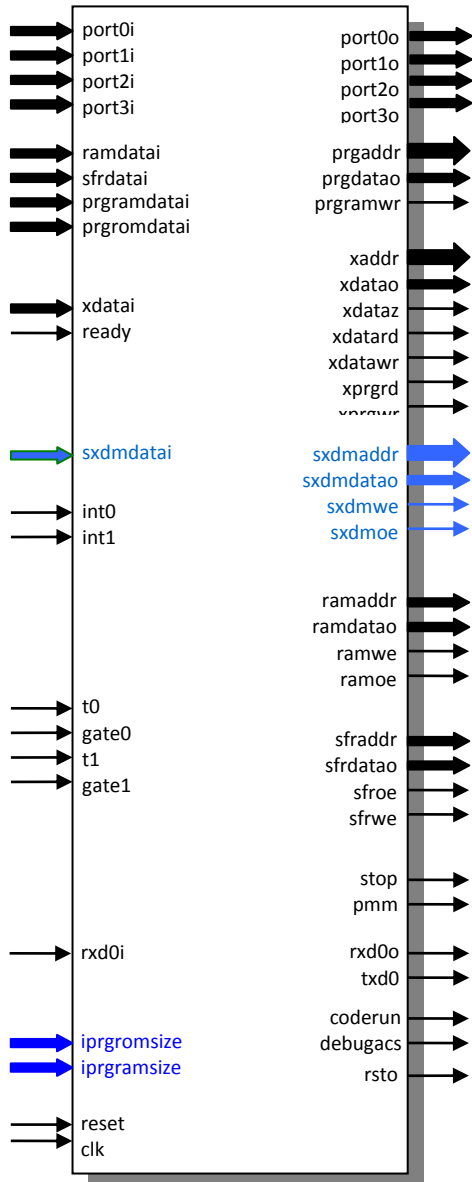 port0i
port1i
port2i
port3i
ramdatai
sfrdatai
prgramdatai
prgromdatai
xdatai
ready
sxdmdatai
int0
int1
t0
gate0
t1
gate1
rxd0i
iprgromsize
iprgramsize
reset
clk
port0o
port1o
port2o
port3o
prgaddr
prgdatao
prgramwr
xaddr
xdatao
xdataz
xdatard
xdatawr
xprgrd
xprgwr
sxdmaddr
sxdmdatao
sxdmwe
sxdmoe
ramaddr
ramdatao
ramwe
ramoe
sfraddr
sfrdatao
sfroe
sfrwe
stop
pmm
rxd0o
txd0
coderun
debugacs
rsto